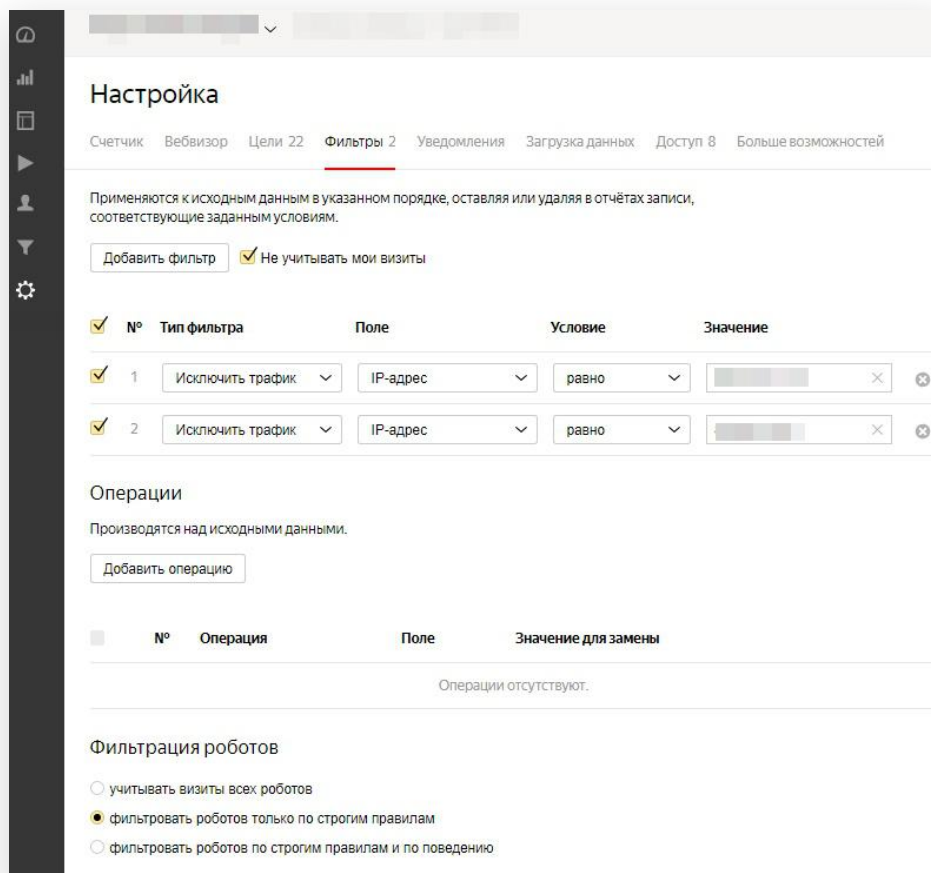 Настройка
Счетчик Вебвизор Цели 22 Фильтры 2 Уведомления Загрузка данных Доступ 8 Больше возможностей
Применяются к исходным данным в указанном порядке, оставляя или удаляя в отчётах записи,
соответствующие заданным условиям.
Добавить фильтр Не учитывать мои визиты
№ Тип фильтра Поле Условие Значение
1 Исключить трафик IP-адрес равно
2 Исключить трафик IP-адрес равно
Операции
Производятся над исходными данными.
Добавить операцию
№ Операция Поле Значение для замены
Операции отсутствуют.
Фильтрация роботов
учитывать визиты всех роботов
фильтровать роботов только по строгим правилам
фильтровать роботов по строгим правилам и по поведению